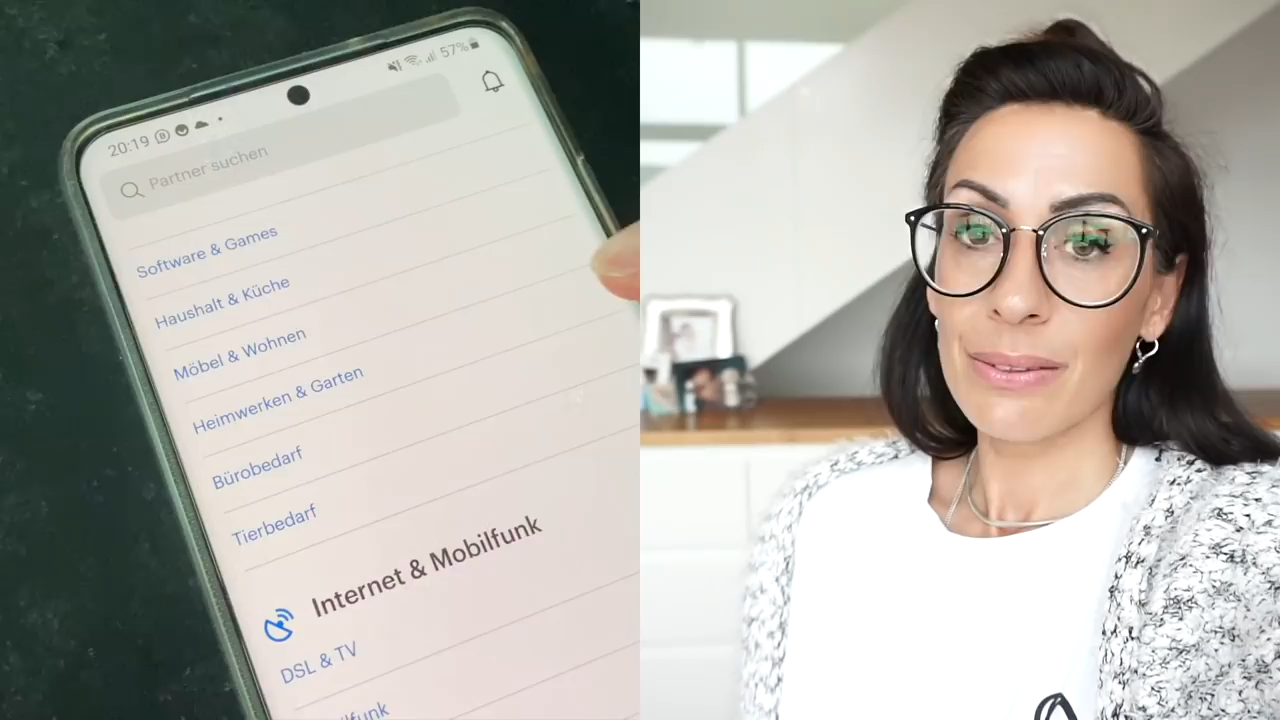 20:19
57%
Partner suchen
Software & Games
Haushalt & Küche
Möbel & Wohnen
Heimwerken & Garten
Bürobedarf
Tierbedarf
Internet & Mobilfunk
DSL & TV